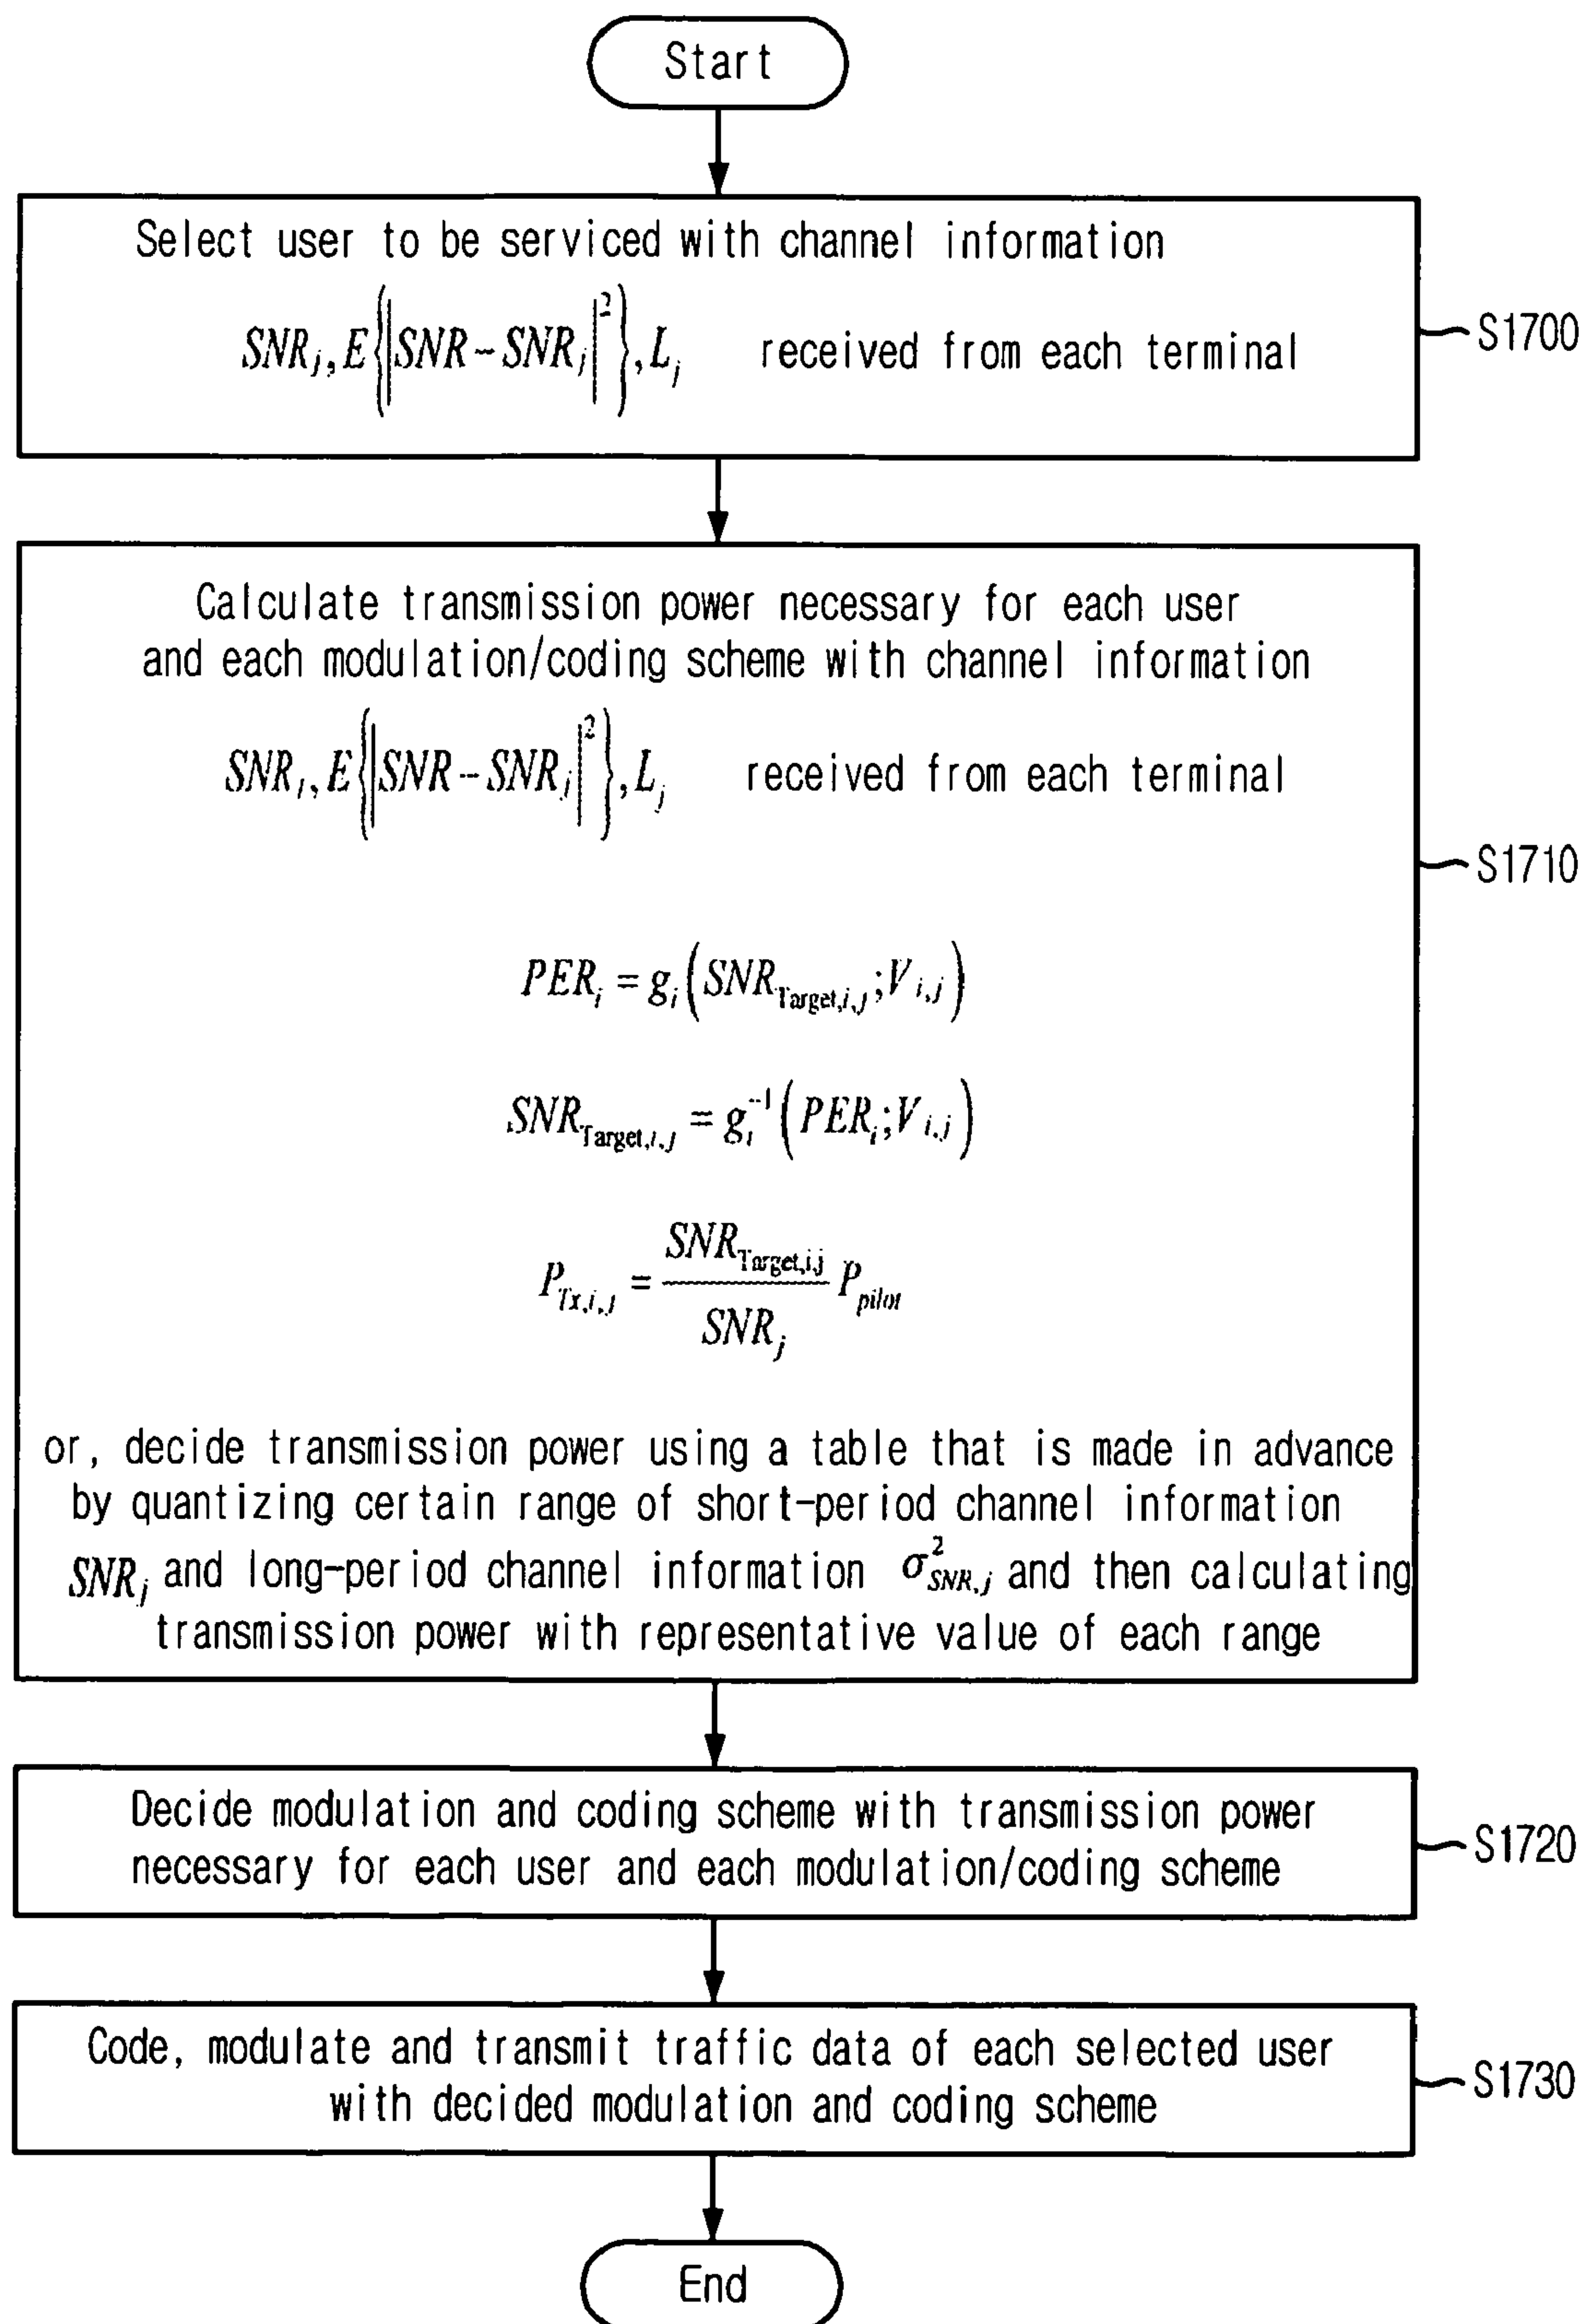 Start
Select user to be serviced with channel information
SNR_j, E{|SNR-SNR_j|^2}, L_j received from each terminal
S1700
Calculate transmission power necessary for each user
and each modulation/coding scheme with channel information
SNR_j, E{|SNR-SNR_j|^2}, L_j received from each terminal
S1710
PER_i = g_i(SNR_Target,i,j; V_i,j)
SNR_Target,i,j = g_i^-1(PER_i; V_i,j)
P_Tx,i,j = SNR_Target,i,j / SNR_j P_pilot
or, decide transmission power using a table that is made in advance
by quantizing certain range of short-period channel information
SNR_j and long-period channel information σ^2_SNR,j and then calculating
transmission power with representative value of each range
Decide modulation and coding scheme with transmission power
necessary for each user and each modulation/coding scheme
S1720
Code, modulate and transmit traffic data of each selected user
with decided modulation and coding scheme
S1730
End